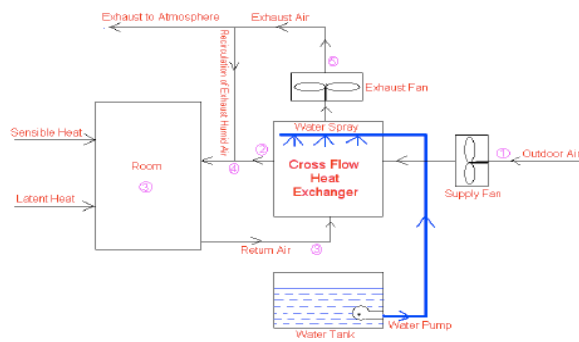 Exhaust to Atmosphere
Exhaust Air
Recirculation of Exhaust Humid Air
5
Exhaust Fan
Water Spray
Sensible Heat
Room
3
2
4
Cross Flow
Heat
Exchanger
1
Outdoor Air
Supply Fan
Latent Heat
Return Air
3
Water Pump
Water Tank